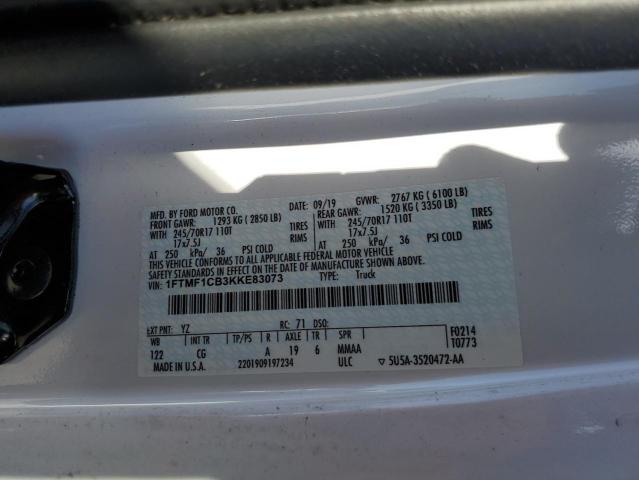 MFD. BY FORD MOTOR CO. DATE: 09/19 GVWR: 2767 KG ( 6100 LB)
FRONT GAWR: 1293 KG ( 2850 LB) REAR GAWR: 1520 KG ( 3350 LB)
245/70R17 110T TIRES 245/70R17 110T TIRES
17x7.5J RIMS 17x7.5J RIMS
AT 250 kPa/ 36 PSI COLD AT 250 kPa/ 36 PSI COLD
THIS VEHICLE CONFORMS TO ALL APPLICABLE FEDERAL MOTOR VEHICLE
SAFETY STANDARDS IN EFFECT ON THE DATE OF MANUFACTURE SHOWN ABOVE.
VIN: 1FTMF1CB3KKE83073 TYPE: Truck
EXT PNT: YZ RC: 71 DSO: F0214
WB INT TR TP/PS R AXLE TR SPR T0773
122 CG A 19 6 MMAA
MADE IN U.S.A. 2201909197234 ULC ▽ 5U5A-3520472-AA